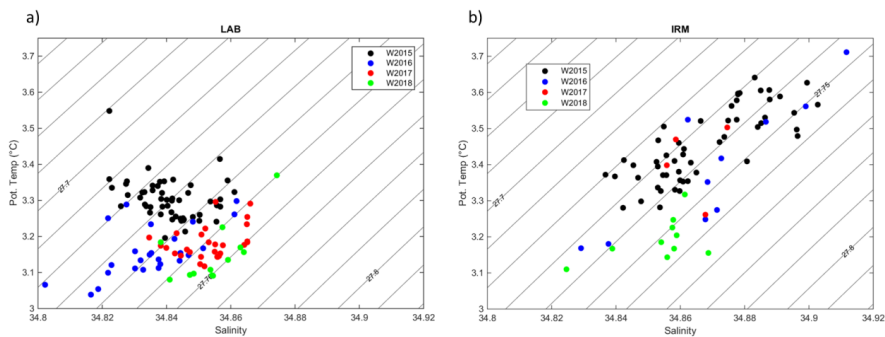 a)
LAB
3.7
3.6
3.5
3.4
3.3
3.2
3.1
3
Pot. Temp (°C)
34.8
34.82
34.84
34.86
34.88
34.9
34.92
Salinity
W2015
W2016
W2017
W2018
27.7
27.75
27.8
b)
IRM
3.7
3.6
3.5
3.4
3.3
3.2
3.1
3
Pot. Temp (°C)
34.8
34.82
34.84
34.86
34.88
34.9
34.92
Salinity
W2015
W2016
W2017
W2018
27.7
27.75
27.8